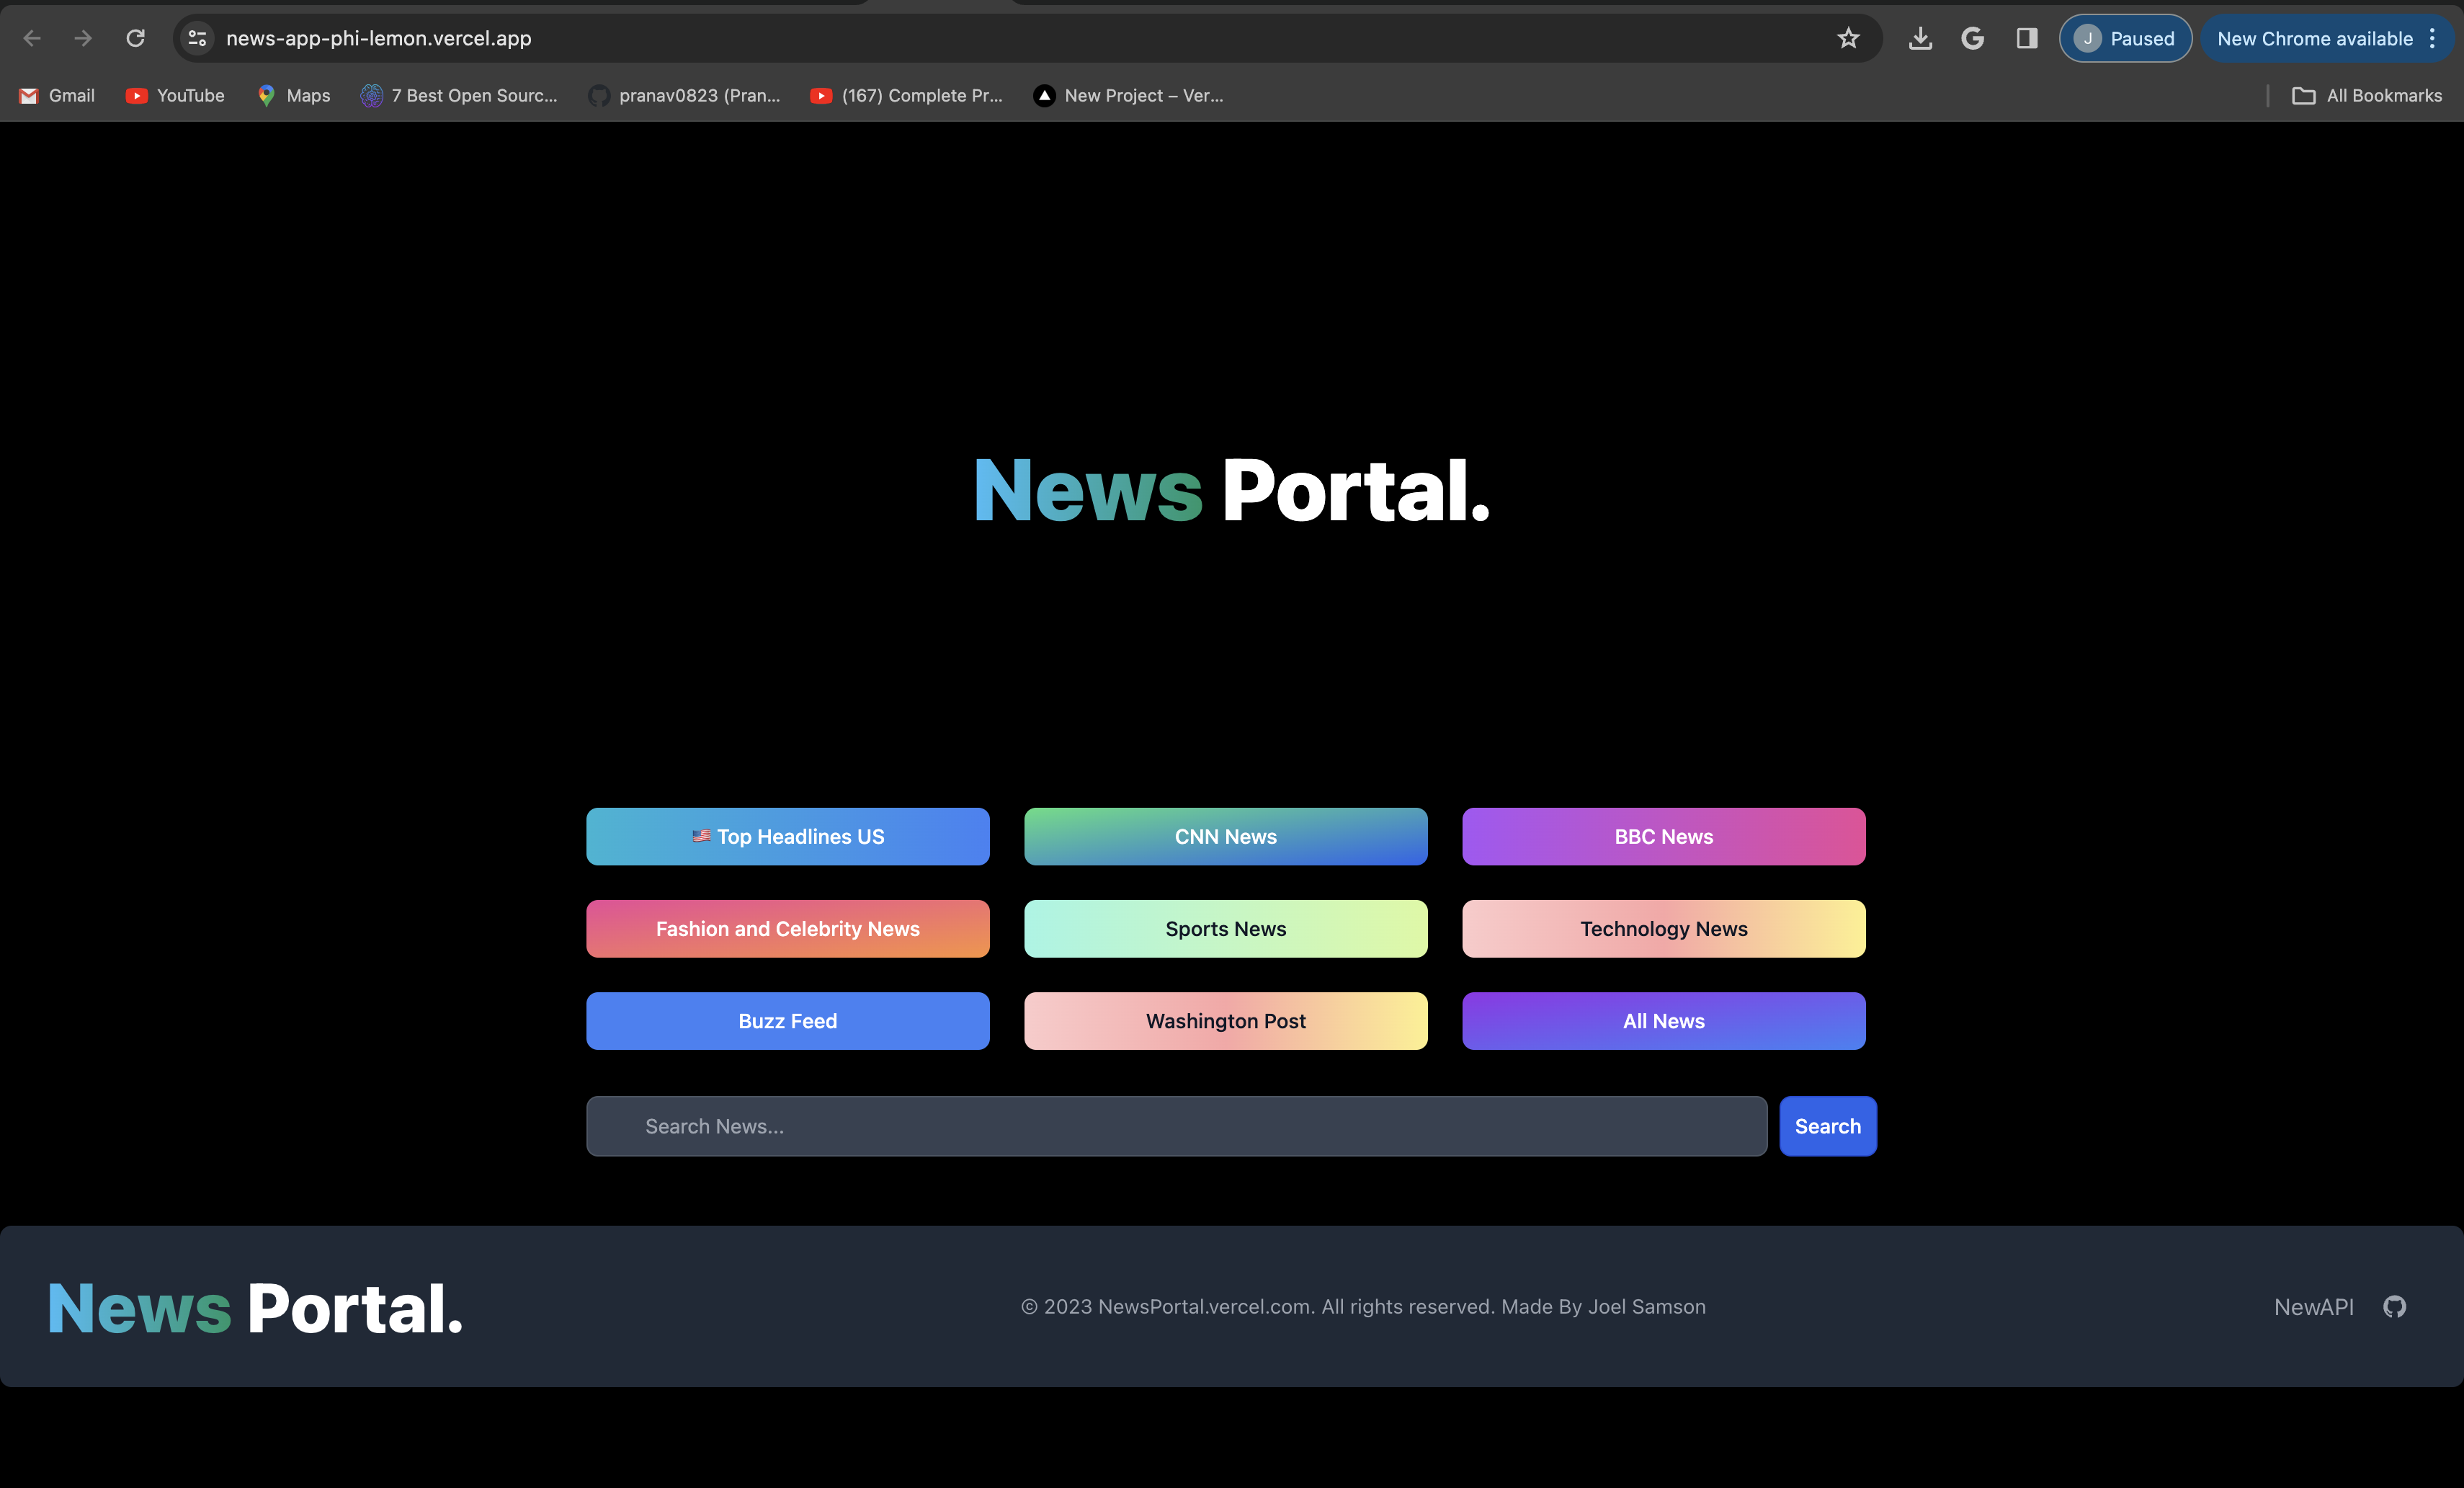 news-app-phi-lemon.vercel.app
J Paused
New Chrome available
Gmail YouTube Maps 7 Best Open Sourc... pranav0823 (Pran... (167) Complete Pr... New Project – Ver... All Bookmarks
News Portal.
🇺🇸 Top Headlines US CNN News BBC News
Fashion and Celebrity News Sports News Technology News
Buzz Feed Washington Post All News
Search News... Search
News Portal. © 2023 NewsPortal.vercel.com. All rights reserved. Made By Joel Samson NewAPI